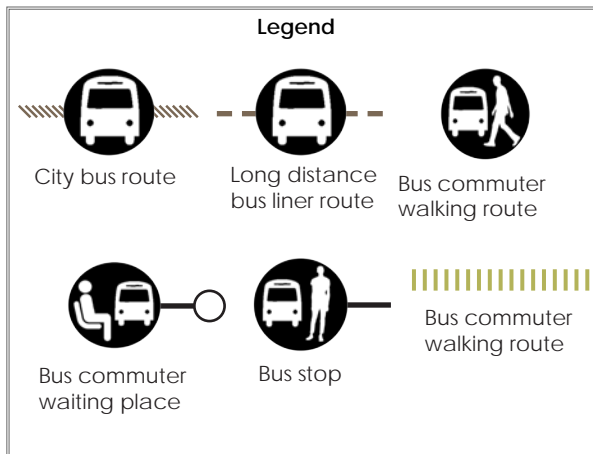 Legend
City bus route
Long distance
bus liner route
Bus commuter
walking route
Bus commuter
waiting place
Bus stop
Bus commuter
walking route